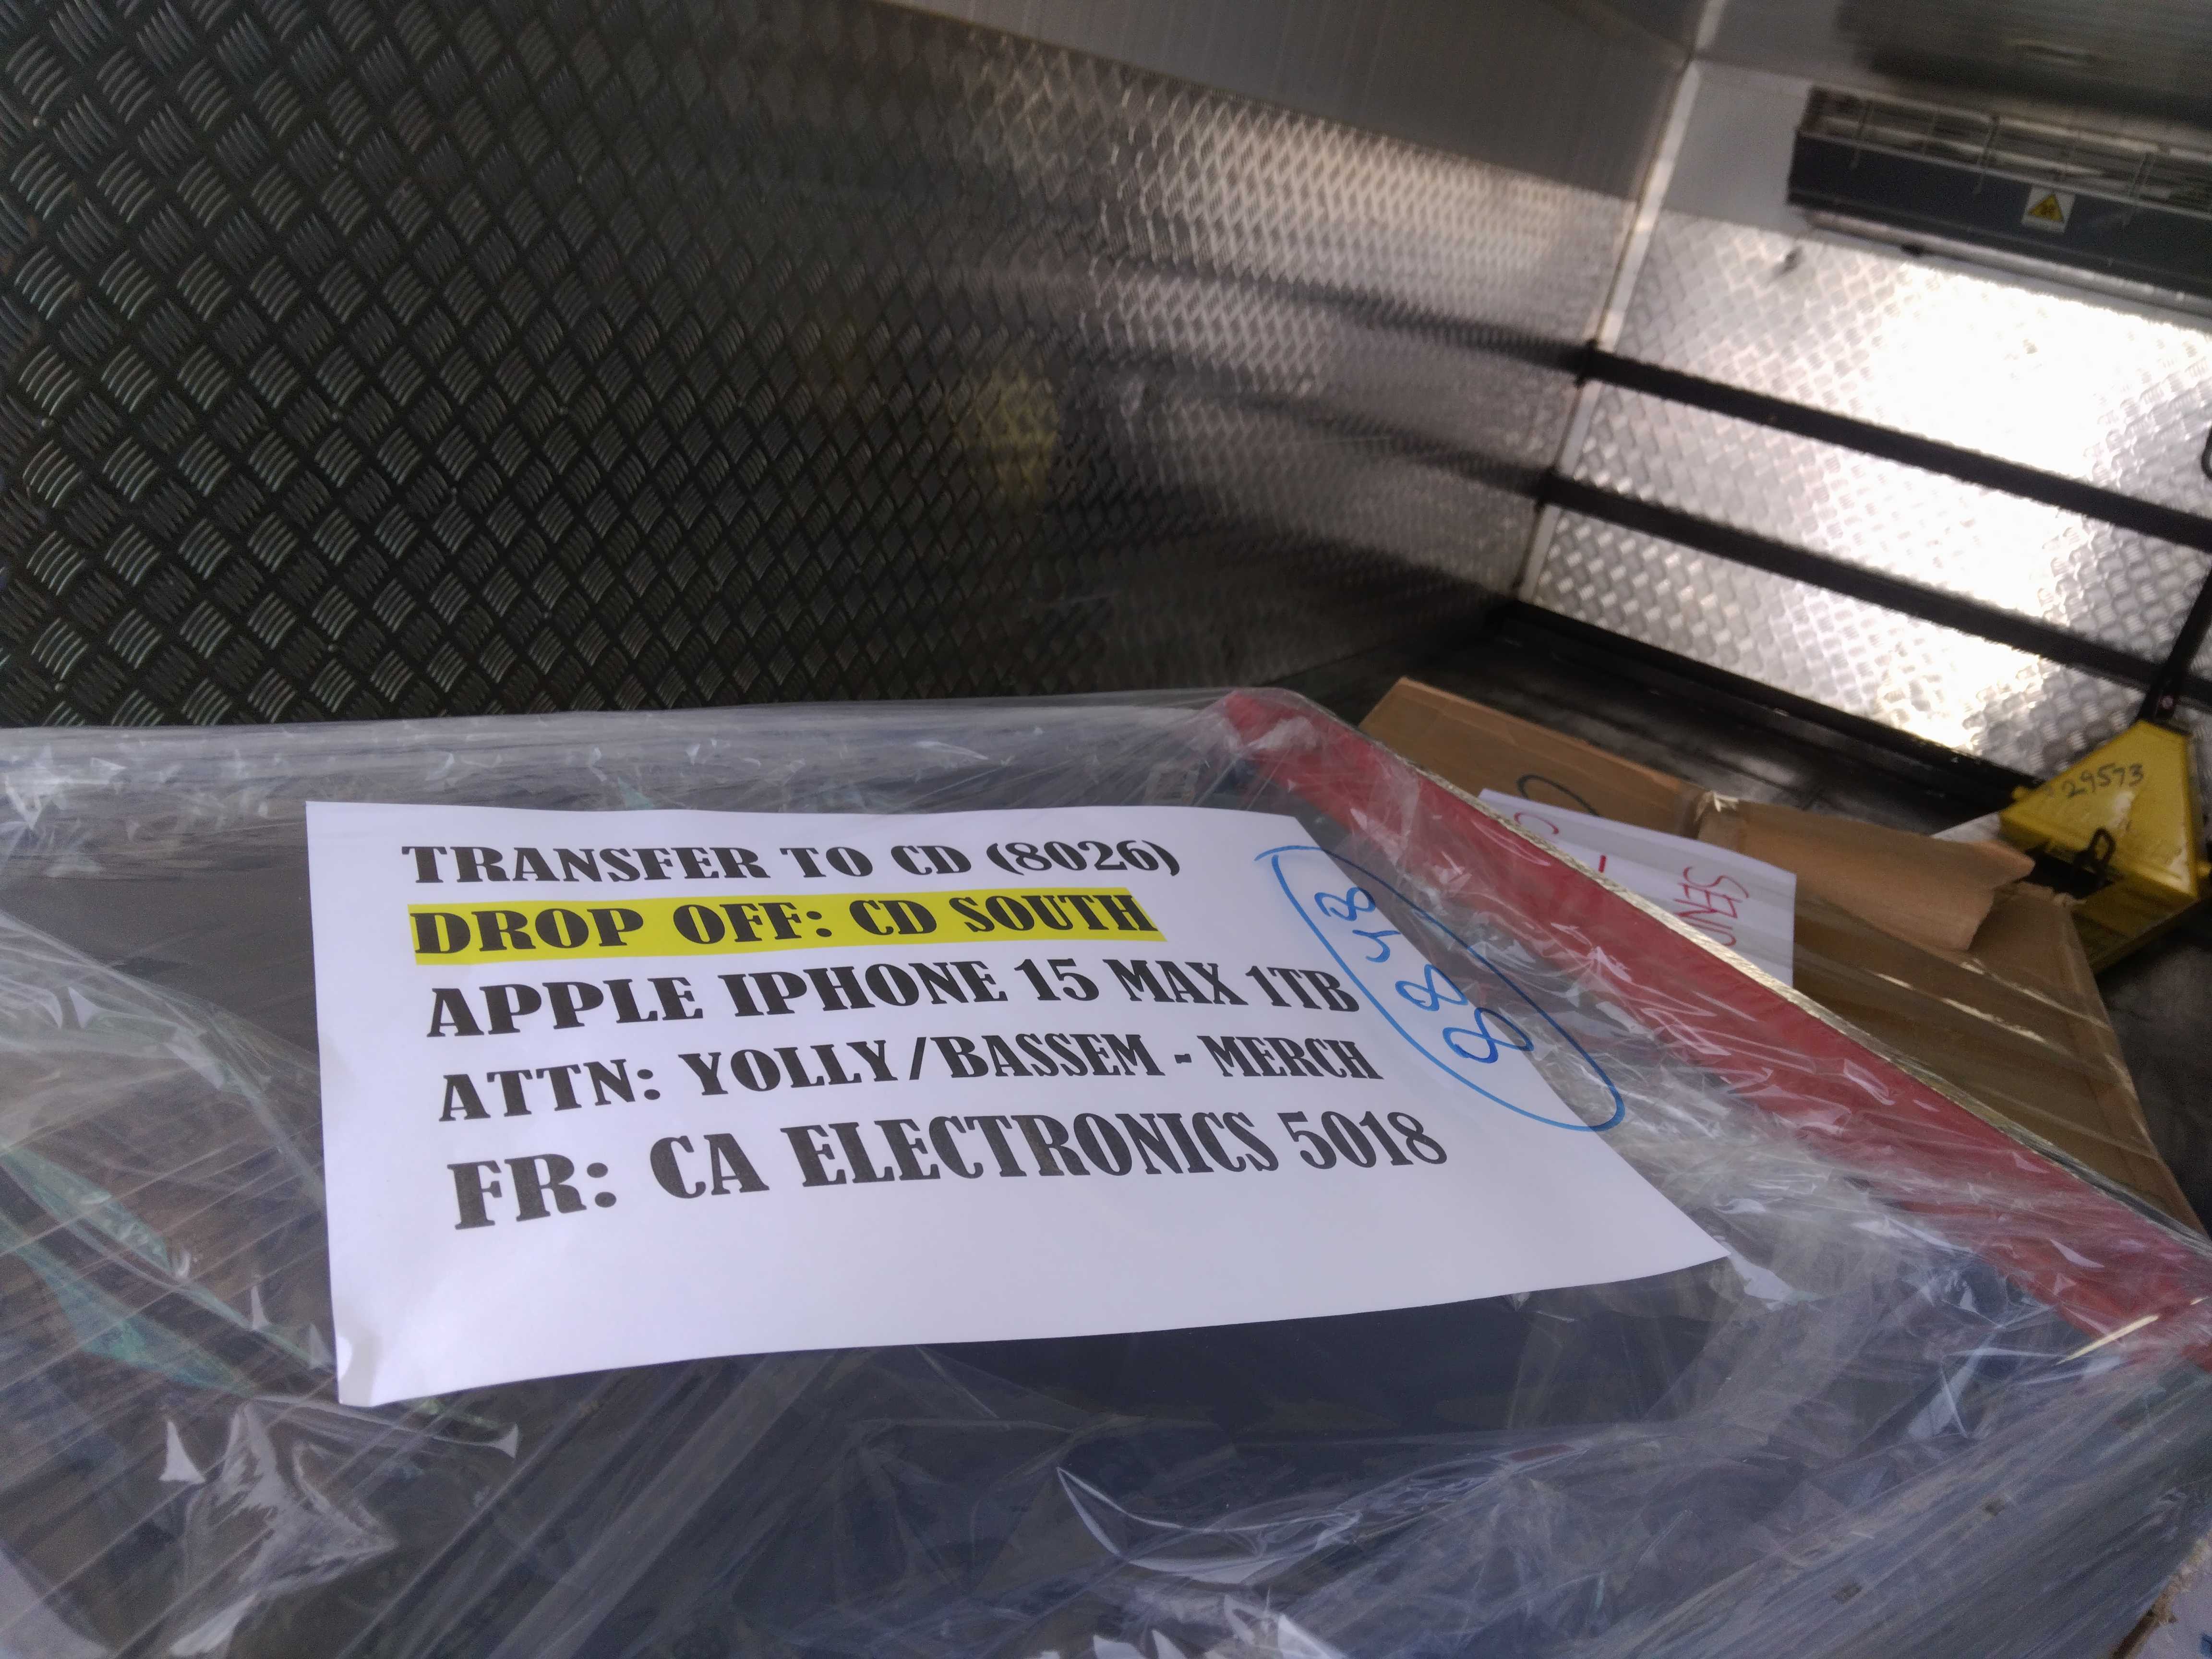 TRANSFER TO CD (8026)
DROP OFF: CD SOUTH
APPLE IPHONE 15 MAX 1TB
ATTN: YOLLY/BASSEM - MERCH
FR: CA ELECTRONICS 5018
8848
29573